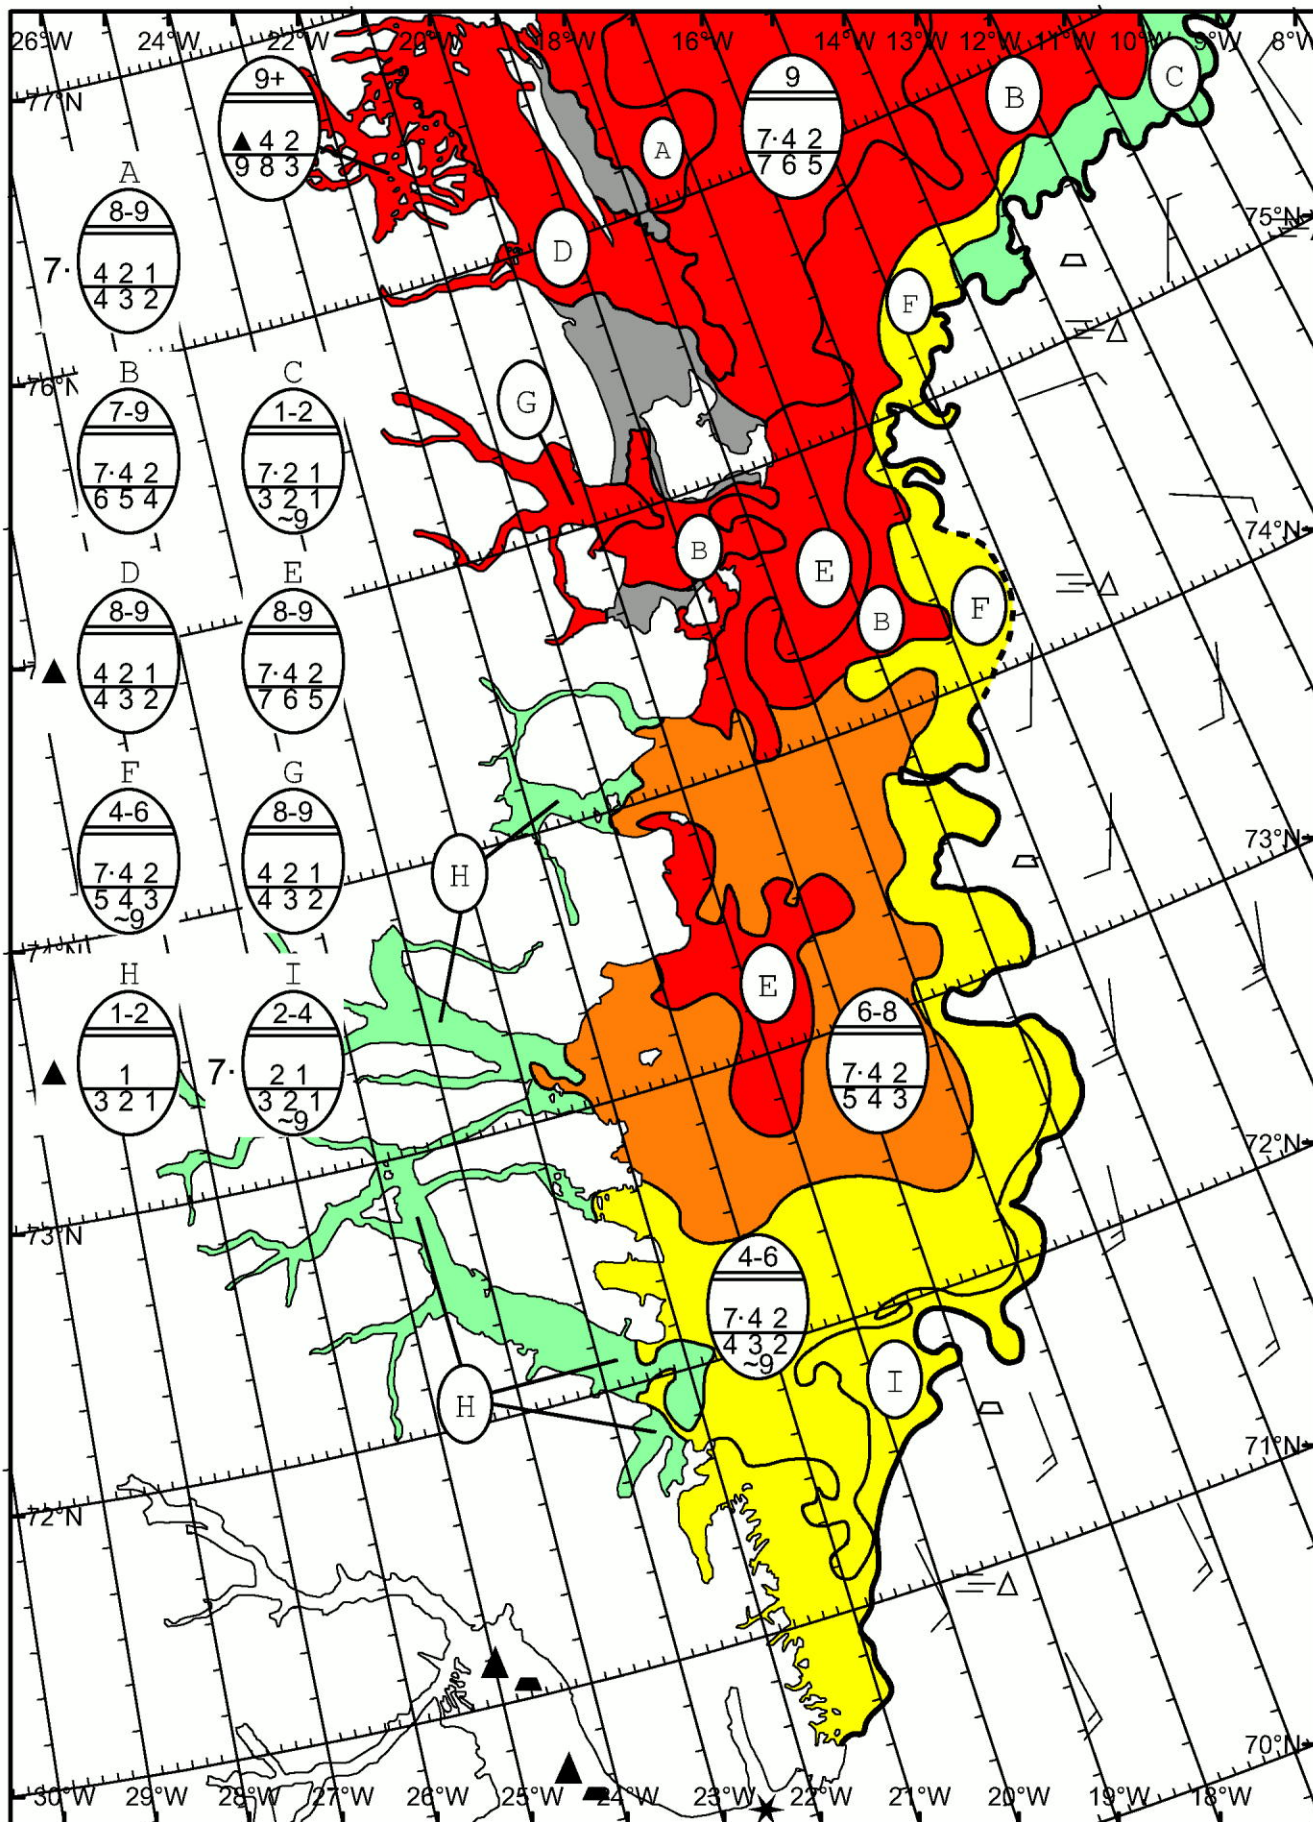 26°W 24°W 22°W 20°W 18°W 16°W 14°W 13°W 12°W 11°W 10°W 9°W 8°W
77°N
9+
▲ 4 2
9 8 3
9
7· 4 2
7 6 5
A
B
C
A
8-9
7· 4 2 1
4 3 2
D
75°N
F
76°N
B
7-9
7· 4 2
6 5 4
C
1-2
7· 2 1
3 2 1
~9
G
74°N
B
E
B
F
D
8-9
▲ 4 2 1
4 3 2
E
8-9
7· 4 2
7 6 5
F
4-6
7· 4 2
5 4 3
~9
G
8-9
4 2 1
4 3 2
73°N
H
E
6-8
7· 4 2
5 4 3
H
1-2
▲ 1
3 2 1
I
2-4
7· 2 1
3 2 1
~9
72°N
73°N
4-6
7· 4 2
4 3 2
~9
I
H
71°N
72°N
70°N
30°W 29°W 28°W 27°W 26°W 25°W 24°W 23°W 22°W 21°W 20°W 19°W 18°W